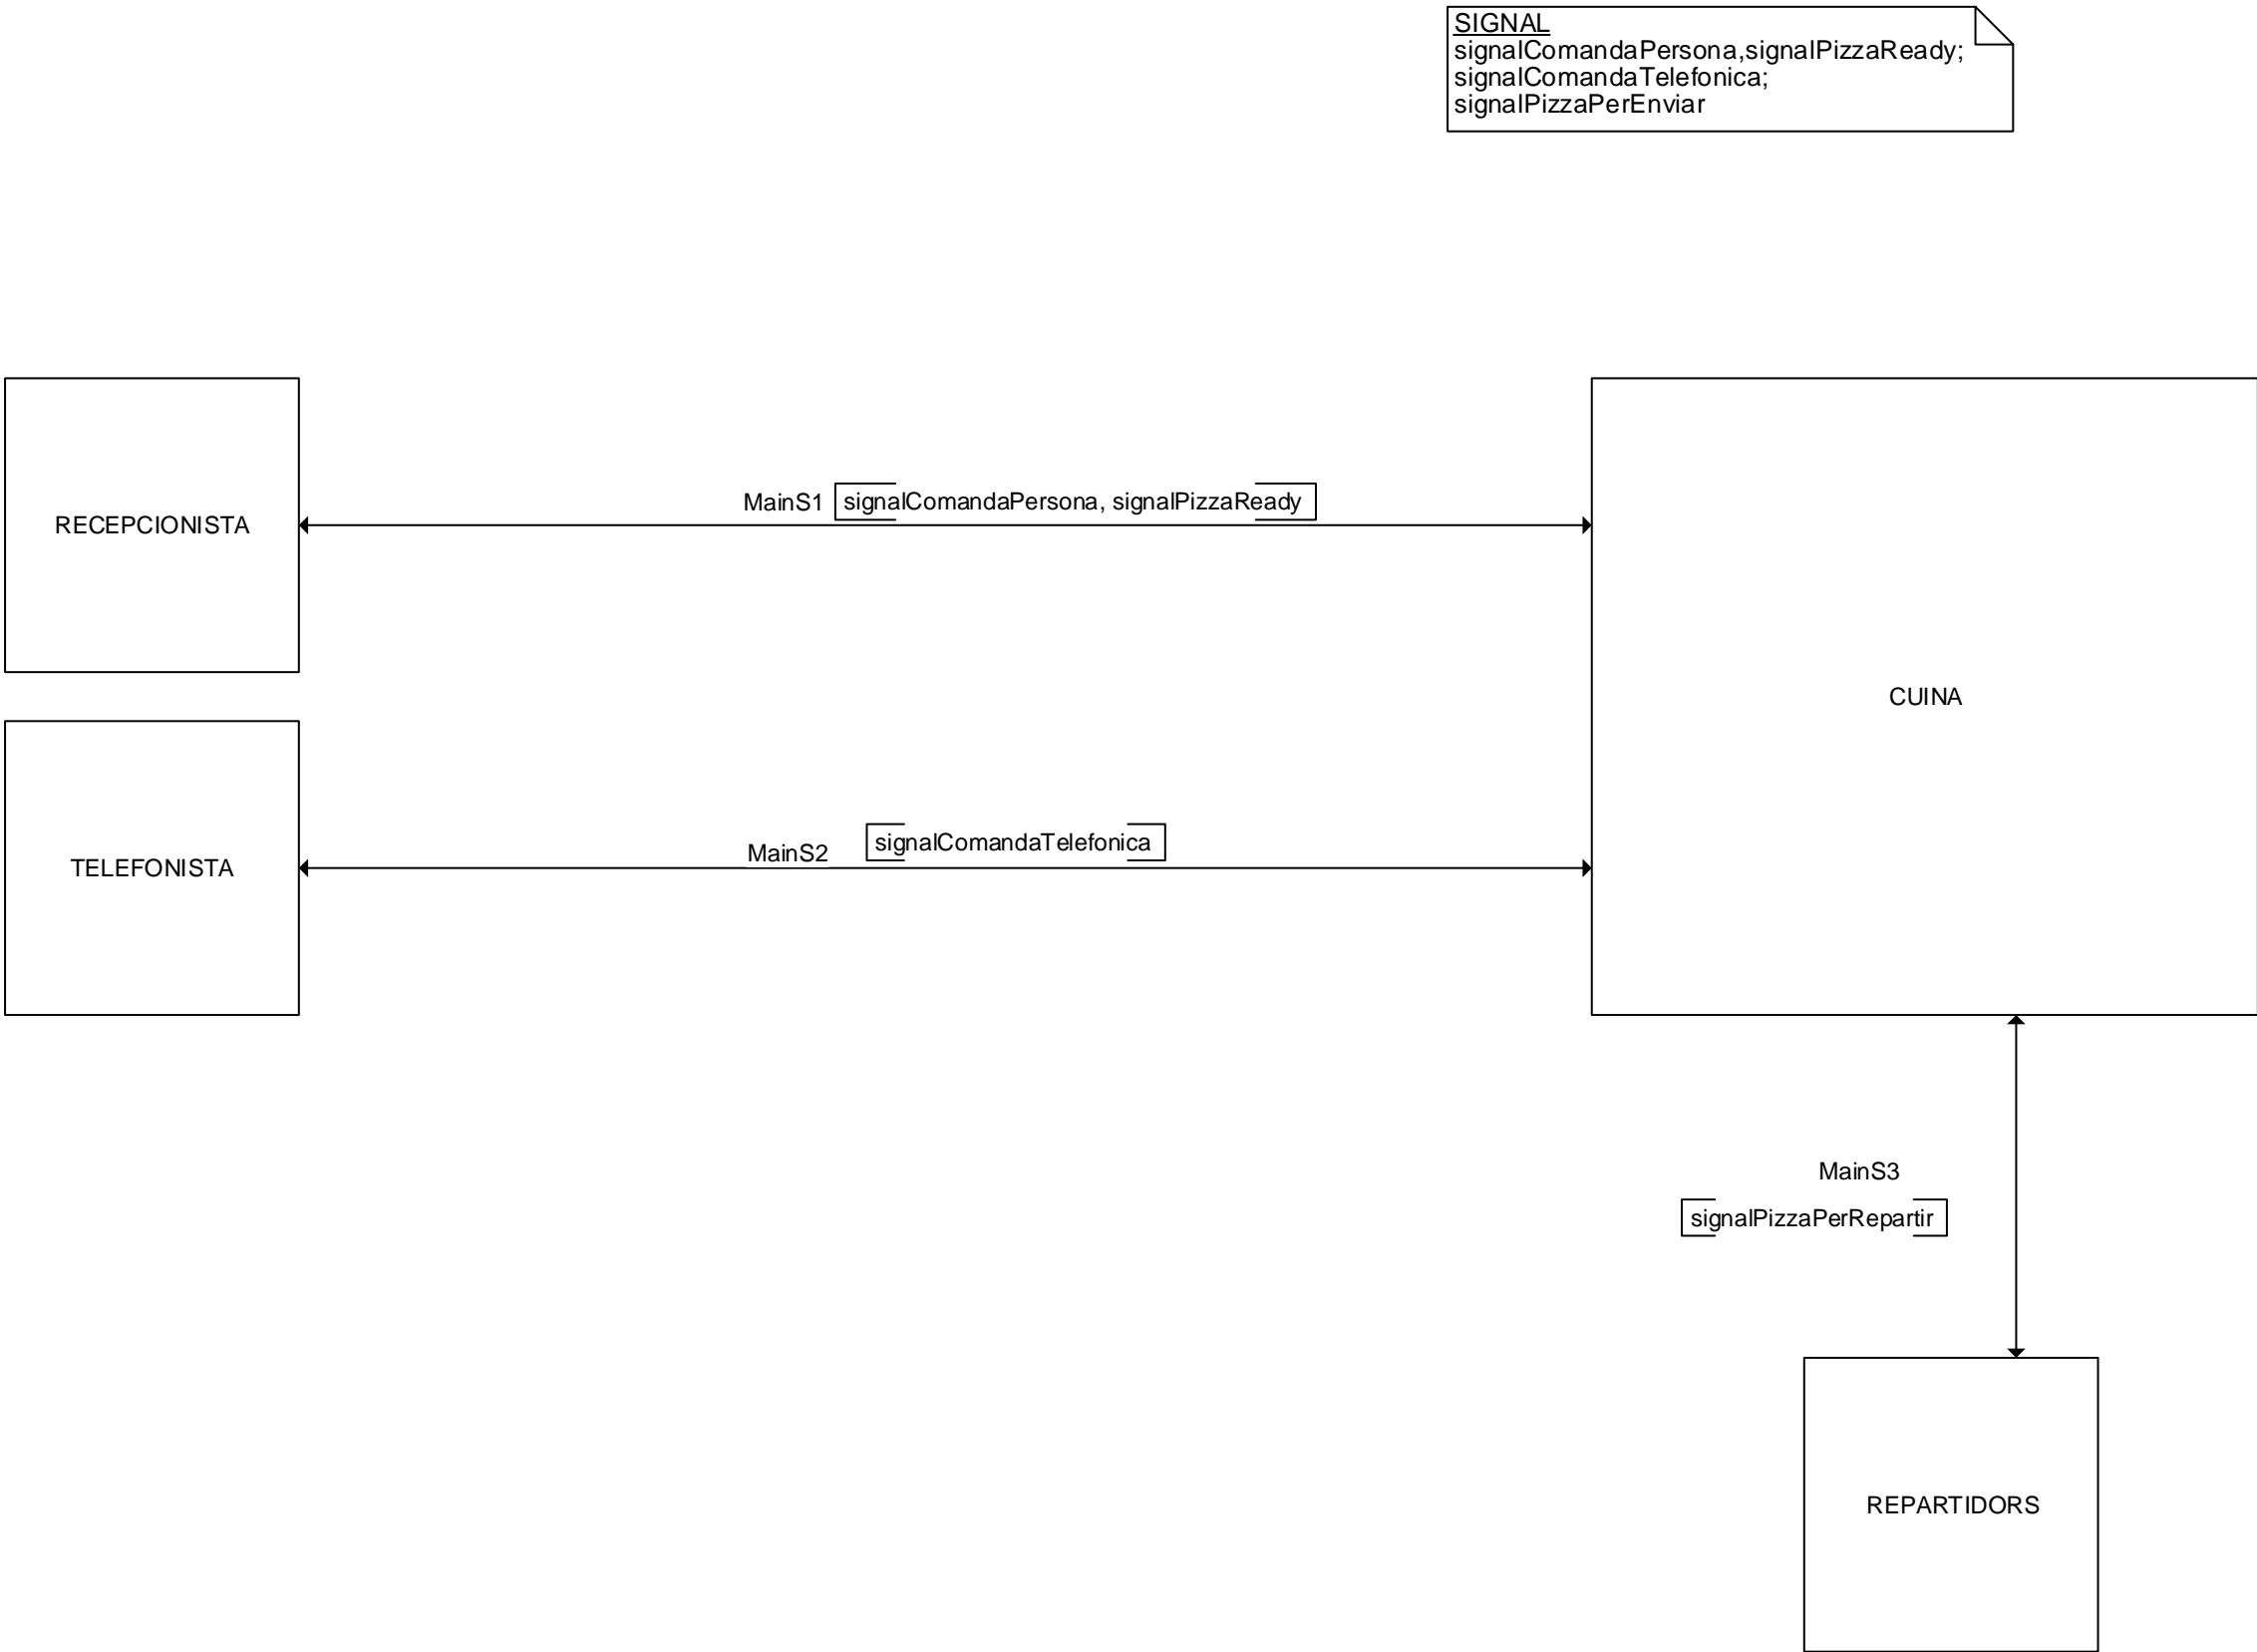 SIGNAL
signalComandaPersona,signalPizzaReady;
signalComandaTelefonica;
signalPizzaPerEnviar
MainS1 signalComandaPersona, signalPizzaReady
RECEPCIONISTA
CUINA
MainS2 signalComandaTelefonica
TELEFONISTA
MainS3
signalPizzaPerRepartir
REPARTIDORS